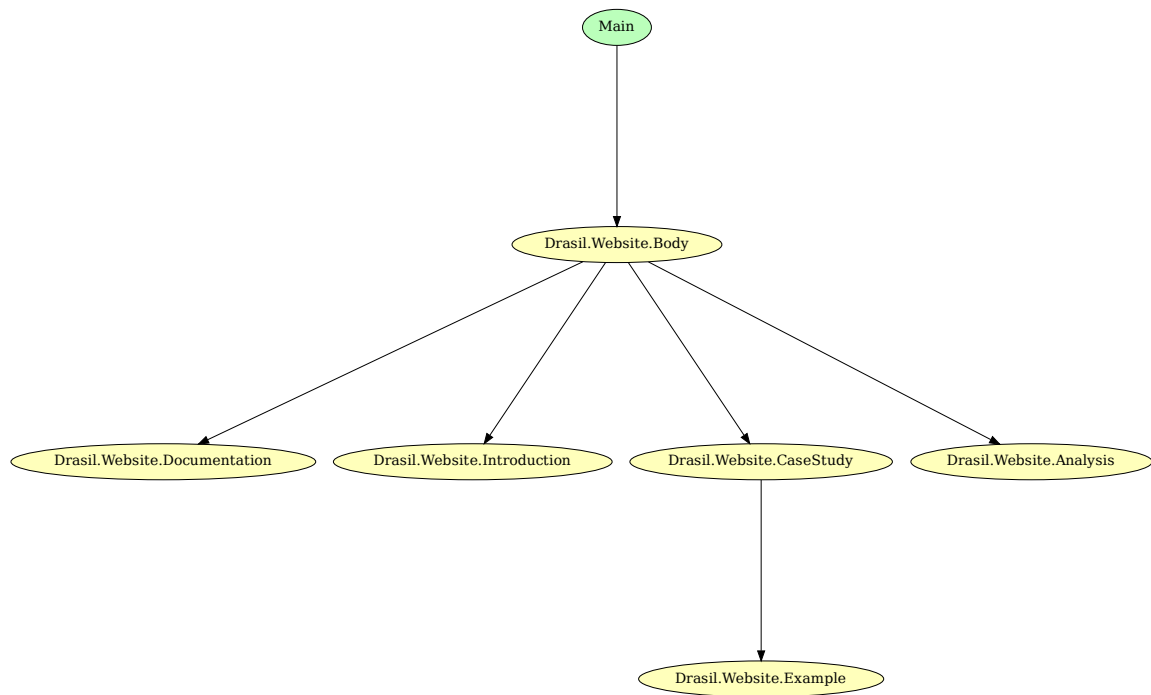 Main
Drasil.Website.Body
Drasil.Website.Documentation
Drasil.Website.Introduction
Drasil.Website.CaseStudy
Drasil.Website.Analysis
Drasil.Website.Example